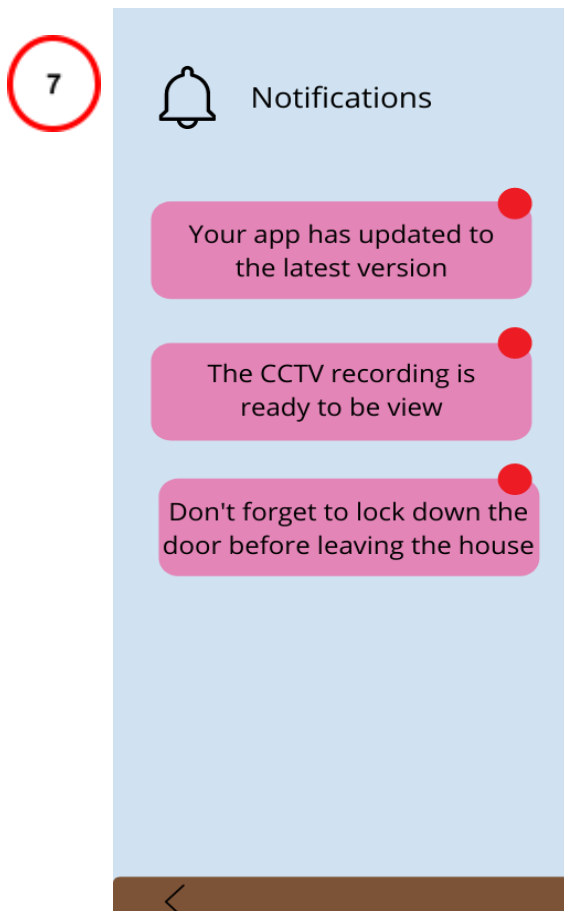 7
Notifications
Your app has updated to
the latest version
The CCTV recording is
ready to be view
Don't forget to lock down the
door before leaving the house